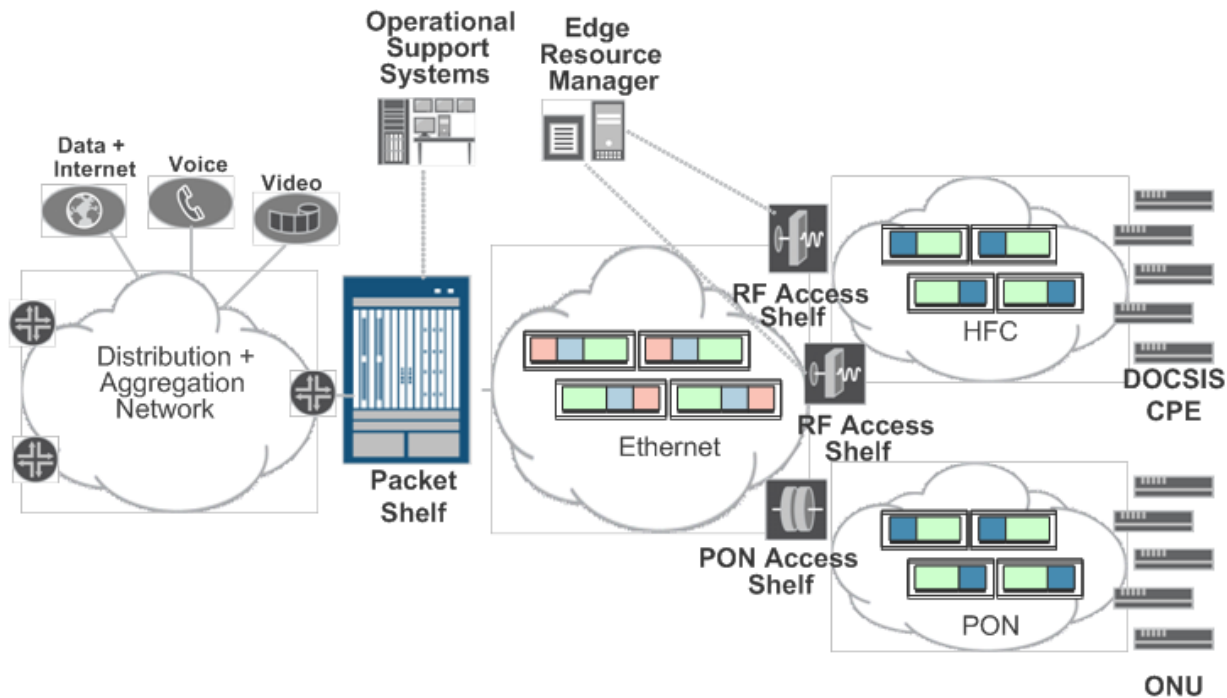 Operational
Support
Systems
Edge
Resource
Manager
Data +
Internet
Voice
Video
Distribution +
Aggregation
Network
Packet
Shelf
Ethernet
RF Access
Shelf
RF Access
Shelf
PON Access
Shelf
HFC
DOCSIS
CPE
PON
ONU